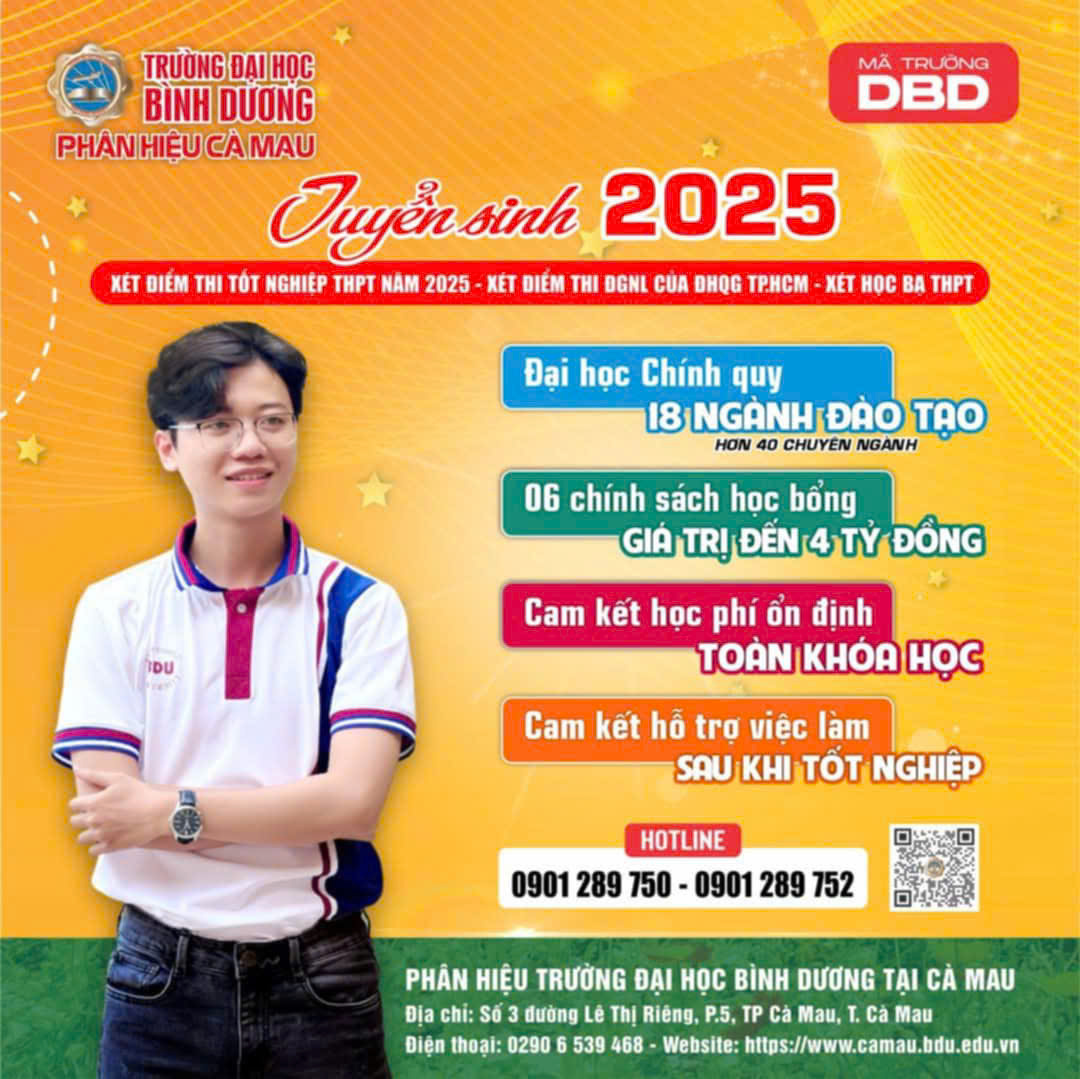 TRƯỜNG ĐẠI HỌC
BÌNH DƯƠNG
PHÂN HIỆU CÀ MAU
MÃ TRƯỜNG
DBD
Tuyển sinh 2025
XÉT ĐIỂM THI TỐT NGHIỆP THPT NĂM 2025 - XÉT ĐIỂM THI ĐGNL CỦA ĐHQG TP.HCM - XÉT HỌC BẠ THPT
Đại học Chính quy
18 NGÀNH ĐÀO TẠO
HƠN 40 CHUYÊN NGÀNH
06 chính sách học bổng
GIÁ TRỊ ĐẾN 4 TỶ ĐỒNG
Cam kết học phí ổn định
TOÀN KHÓA HỌC
Cam kết hỗ trợ việc làm
SAU KHI TỐT NGHIỆP
BDU
HOTLINE
0901 289 750 - 0901 289 752
PHÂN HIỆU TRƯỜNG ĐẠI HỌC BÌNH DƯƠNG TẠI CÀ MAU
Địa chỉ: Số 3 đường Lê Thị Riêng, P.5, TP Cà Mau, T. Cà Mau
Điện thoại: 0290 6 539 468 - Website: https://www.camau.bdu.edu.vn